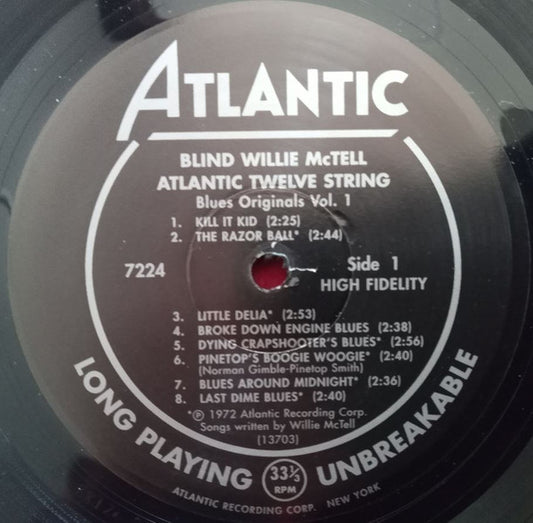 ATLANTIC
BLIND WILLIE McTELL
ATLANTIC TWELVE STRING
Blues Originals Vol. 1
1. KILL IT KID (2:25)
2. THE RAZOR BALL* (2:44)
7224
Side 1
HIGH FIDELITY
3. LITTLE DELIA* (2:53)
4. BROKE DOWN ENGINE BLUES (2:38)
5. DYING CRAPSHOOTER'S BLUES* (2:56)
6. PINETOP'S BOOGIE WOOGIE* (2:40)
(Norman Gimble-Pinetop Smith)
7. BLUES AROUND MIDNIGHT* (2:36)
8. LAST DIME BLUES* (2:40)
*℗ 1972 Atlantic Recording Corp.
Songs written by Willie McTell
(13703)
LONG PLAYING 33⅓ RPM UNBREAKABLE
ATLANTIC RECORDING CORP. NEW YORK